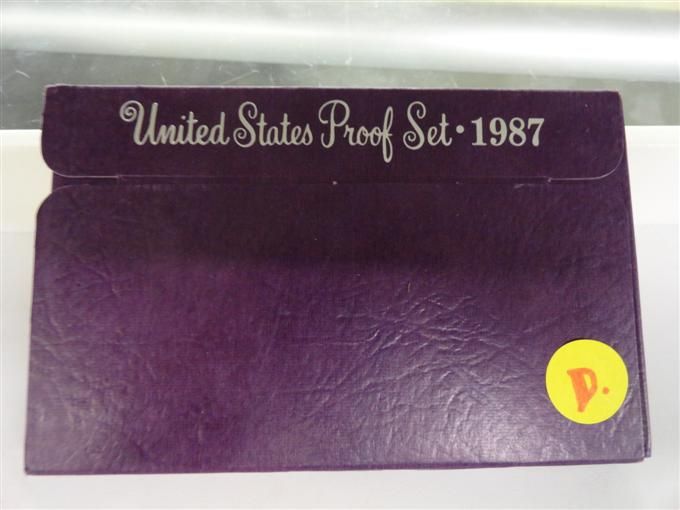 United States Proof Set · 1987
D.